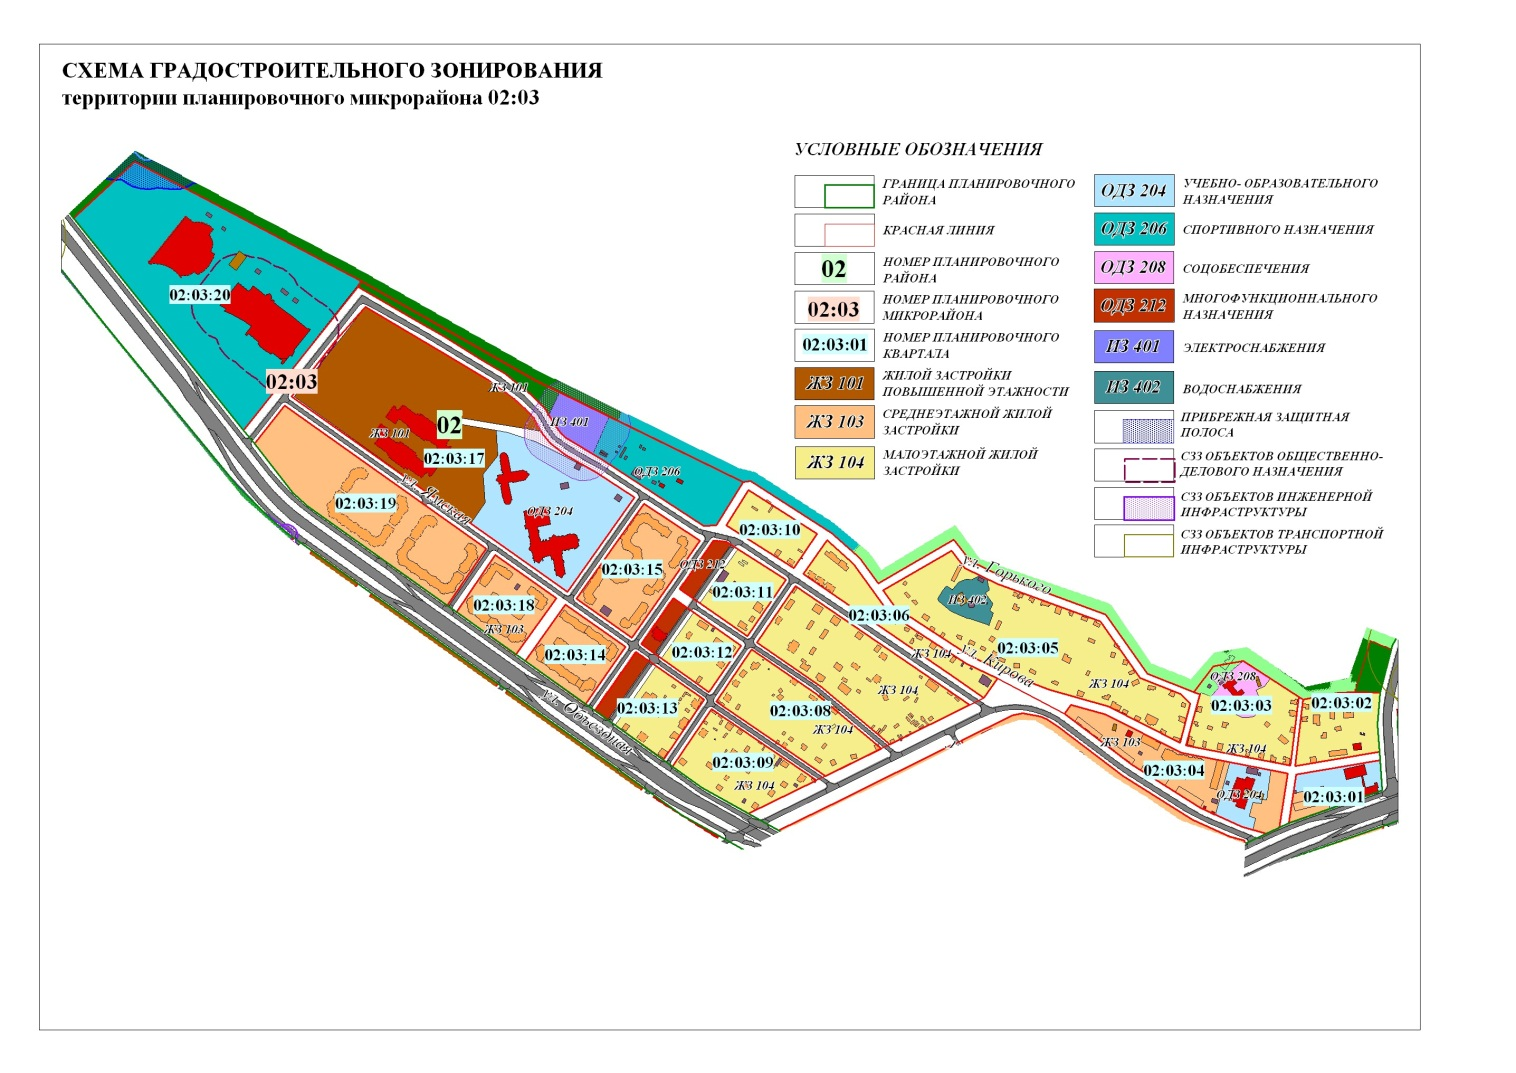 СХЕМА ГРАДОСТРОИТЕЛЬНОГО ЗОНИРОВАНИЯ
территории планировочного микрорайона 02:03
УСЛОВНЫЕ ОБОЗНАЧЕНИЯ
ГРАНИЦА ПЛАНИРОВОЧНОГО
РАЙОНА
КРАСНАЯ ЛИНИЯ
02
НОМЕР ПЛАНИРОВОЧНОГО
РАЙОНА
02:03
НОМЕР ПЛАНИРОВОЧНОГО
МИКРОРАЙОНА
02:03:01
НОМЕР ПЛАНИРОВОЧНОГО
КВАРТАЛА
ЖЗ 101
ЖИЛОЙ ЗАСТРОЙКИ
ПОВЫШЕННОЙ ЭТАЖНОСТИ
ЖЗ 103
СРЕДНЕЭТАЖНОЙ ЖИЛОЙ
ЗАСТРОЙКИ
ЖЗ 104
МАЛОЭТАЖНОЙ ЖИЛОЙ
ЗАСТРОЙКИ
ОДЗ 204
УЧЕБНО- ОБРАЗОВАТЕЛЬНОГО
НАЗНАЧЕНИЯ
ОДЗ 206
СПОРТИВНОГО НАЗНАЧЕНИЯ
ОДЗ 208
СОЦОБЕСПЕЧЕНИЯ
ОДЗ 212
МНОГОФУНКЦИОННАЛЬНОГО
НАЗНАЧЕНИЯ
ИЗ 401
ЭЛЕКТРОСНАБЖЕНИЯ
ИЗ 402
ВОДОСНАБЖЕНИЯ
ПРИБРЕЖНАЯ ЗАЩИТНАЯ
ПОЛОСА
СЗЗ ОБЪЕКТОВ ОБЩЕСТВЕННО-
ДЕЛОВОГО НАЗНАЧЕНИЯ
СЗЗ ОБЪЕКТОВ ИНЖЕНЕРНОЙ
ИНФРАСТРУКТУРЫ
СЗЗ ОБЪЕКТОВ ТРАНСПОРТНОЙ
ИНФРАСТРУКТУРЫ
02:03:20
02:03
ЖЗ 101
02
ИЗ 401
ЖЗ 101
02:03:17
ОДЗ 206
ул. Ямская
02:03:19
ОДЗ 204
02:03:10
02:03:15
ОДЗ 212
ул. Горького
02:03:11
ИЗ 402
02:03:18
02:03:06
ЖЗ 103
02:03:14
02:03:12
ЖЗ 104
ул. Кирова
02:03:05
ЖЗ 104
ОДЗ 208
ЖЗ 104
02:03:13
02:03:08
02:03:03
02:03:02
ул. Объездная
ЖЗ 104
ЖЗ 103
ЖЗ 104
02:03:09
02:03:04
ЖЗ 104
ОДЗ 204
02:03:01